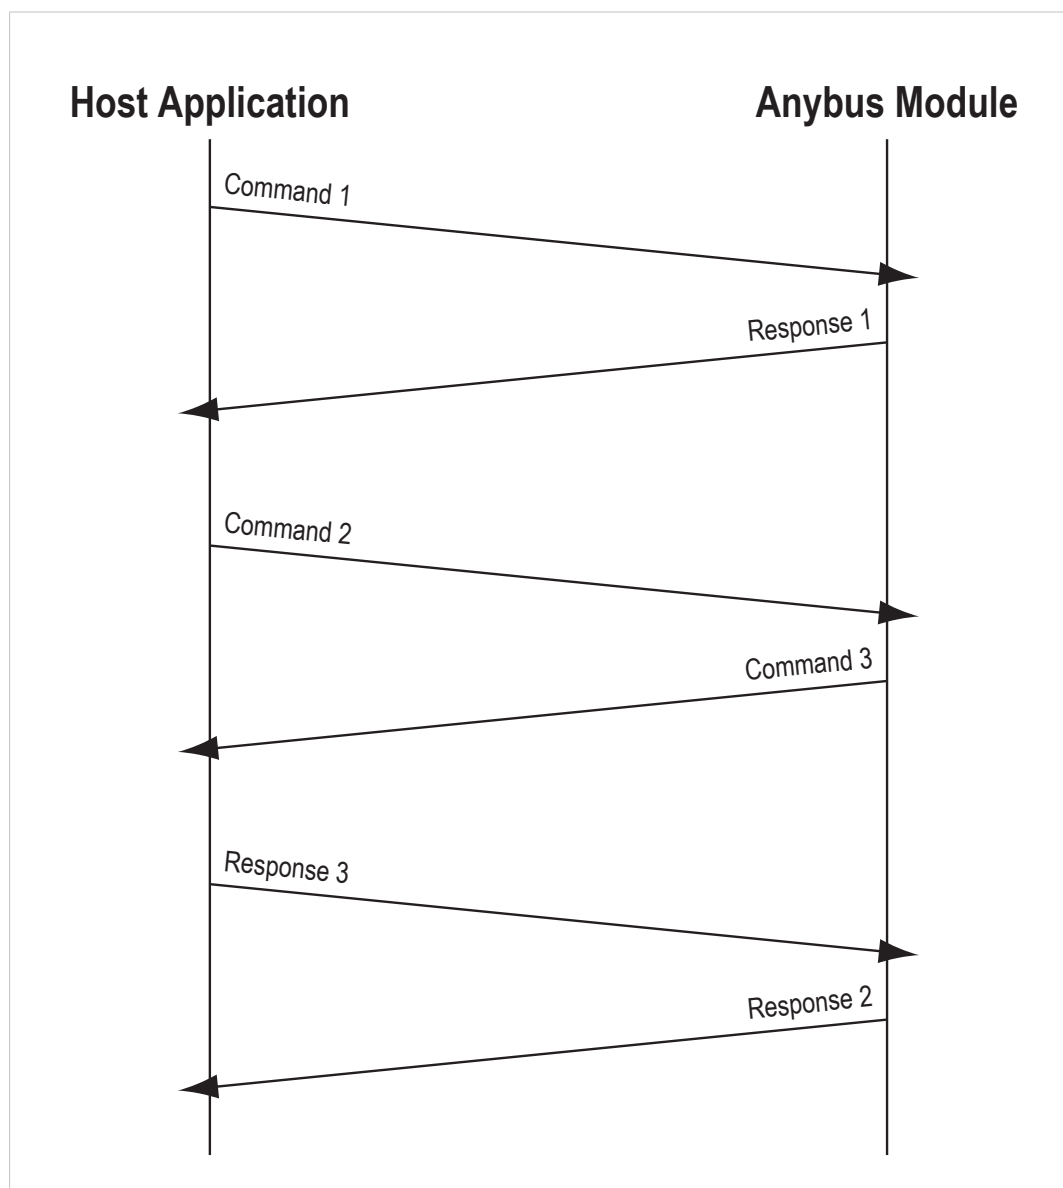 Host Application
Anybus Module
Command 1
Response 1
Command 2
Command 3
Response 3
Response 2